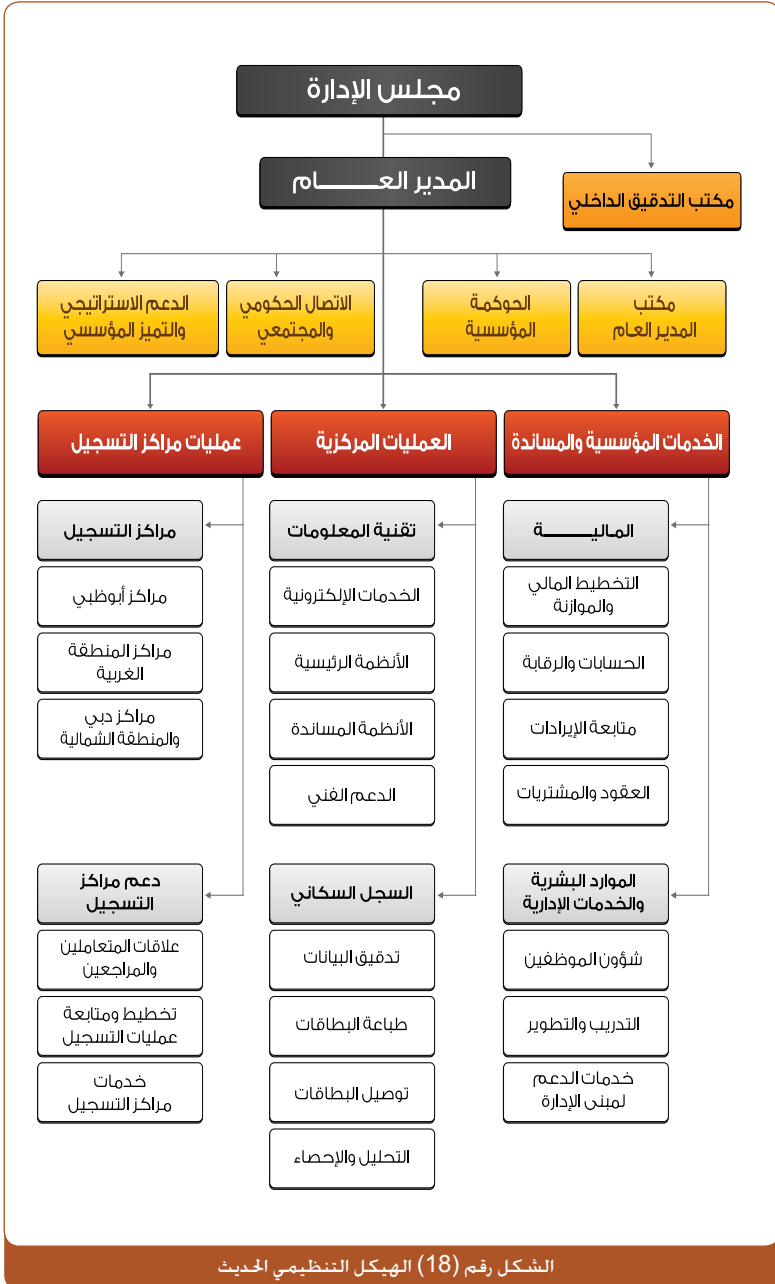 مجلس الإدارة
المدير العـــــــام
مكتب التدقيق الداخلي
مكتب
المدير العام
الحوكمة
المؤسسية
الاتصال الحكومي
والمجتمعي
الدعم الاستراتيجي
والتميز المؤسسي
الخدمات المؤسسية والمساندة
العمليات المركزية
عمليات مراكز التسجيل
الماليـــــــة
التخطيط المالي
والموازنة
الحسابات والرقابة
متابعة الإيرادات
العقود والمشتريات
الموارد البشرية
والخدمات الإدارية
شؤون الموظفين
التدريب والتطوير
خدمات الدعم
لمبنى الإدارة
تقنية المعلومات
الخدمات الإلكترونية
الأنظمة الرئيسية
الأنظمة المساندة
الدعم الفني
السجل السكاني
تدقيق البيانات
طباعة البطاقات
توصيل البطاقات
التحليل والإحصاء
مراكز التسجيل
مراكز أبوظبي
مراكز المنطقة
الغربية
مراكز دبي
والمنطقة الشمالية
دعم مراكز
التسجيل
علاقات المتعاملين
والمراجعين
تخطيط ومتابعة
عمليات التسجيل
خدمات
مراكز التسجيل
الشكل رقم (18) الهيكل التنظيمي الحديث